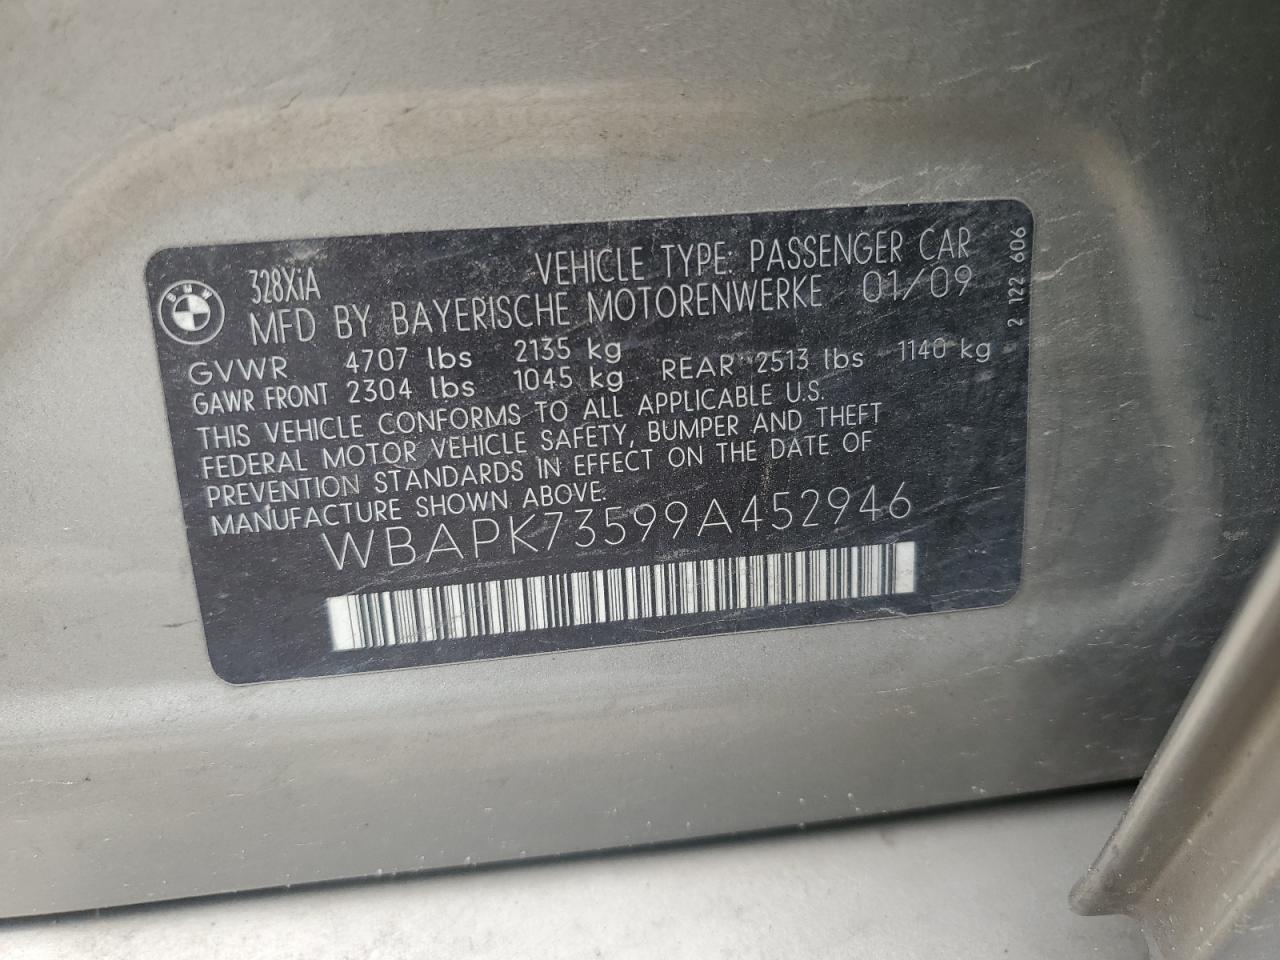 BMW
328XiA VEHICLE TYPE: PASSENGER CAR
MFD BY BAYERISCHE MOTORENWERKE 01/09
GVWR 4707 lbs 2135 kg
GAWR FRONT 2304 lbs 1045 kg REAR 2513 lbs 1140 kg
THIS VEHICLE CONFORMS TO ALL APPLICABLE U.S.
FEDERAL MOTOR VEHICLE SAFETY, BUMPER AND THEFT
PREVENTION STANDARDS IN EFFECT ON THE DATE OF
MANUFACTURE SHOWN ABOVE.
WBAPK73599A452946
2 122 606